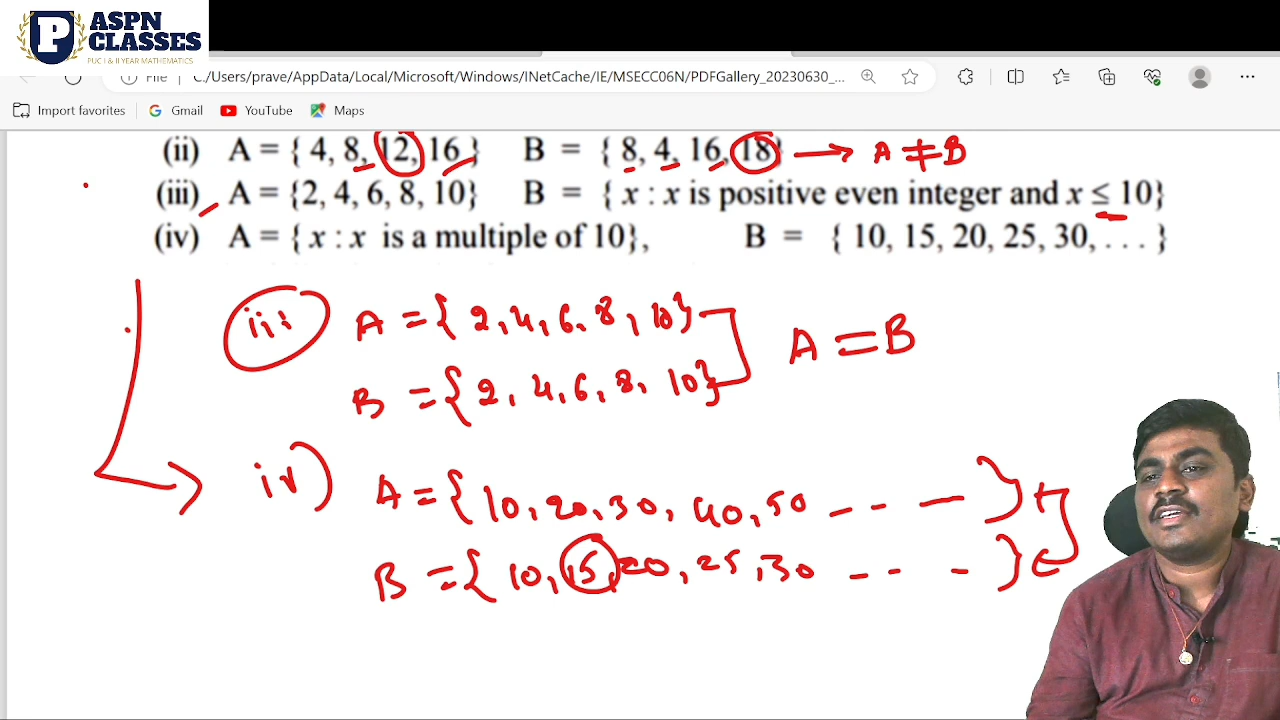 ASPN
CLASSES
PUC I & II YEAR MATHEMATICS
File C:/Users/prave/AppData/Local/Microsoft/Windows/INetCache/IE/MSECC06N/PDFGallery_20230630_...
Import favorites Gmail YouTube Maps
(ii) A = { 4, 8, 12, 16 } B = { 8, 4, 16, 18} → A ≠ B
(iii) A = {2, 4, 6, 8, 10} B = { x : x is positive even integer and x ≤ 10}
(iv) A = { x : x is a multiple of 10}, B = { 10, 15, 20, 25, 30, . . . }
iii A = { 2, 4, 6, 8, 10}
A = B
B = { 2, 4, 6, 8, 10}
iv) A = { 10, 20, 30, 40, 50 - - - }
B = { 10, 15, 20, 25, 30 - - - }